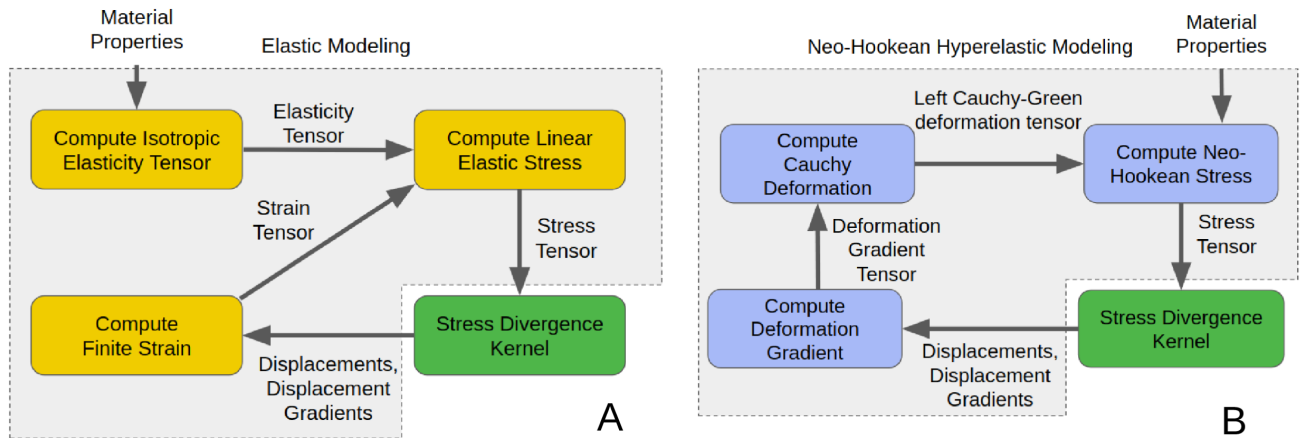 Material
Properties
Elastic Modeling
Compute Isotropic
Elasticity Tensor
Elasticity
Tensor
Compute Linear
Elastic Stress
Strain
Tensor
Stress
Tensor
Compute
Finite Strain
Stress Divergence
Kernel
Displacements,
Displacement
Gradients
A
Neo-Hookean Hyperelastic Modeling
Material
Properties
Left Cauchy-Green
deformation tensor
Compute
Cauchy
Deformation
Compute Neo-
Hookean Stress
Deformation
Gradient
Tensor
Stress
Tensor
Compute
Deformation
Gradient
Stress Divergence
Kernel
Displacements,
Displacement
Gradients
B